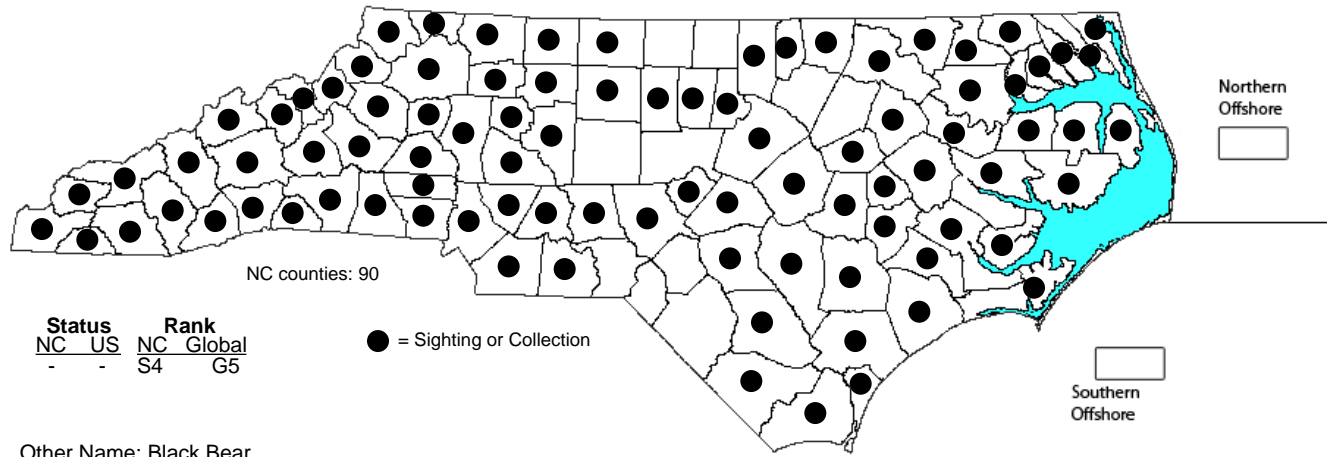 Northern
Offshore
NC counties: 90
Status Rank
NC US NC Global
- - S4 G5
= Sighting or Collection
Southern
Offshore
Other Name: Black Bear